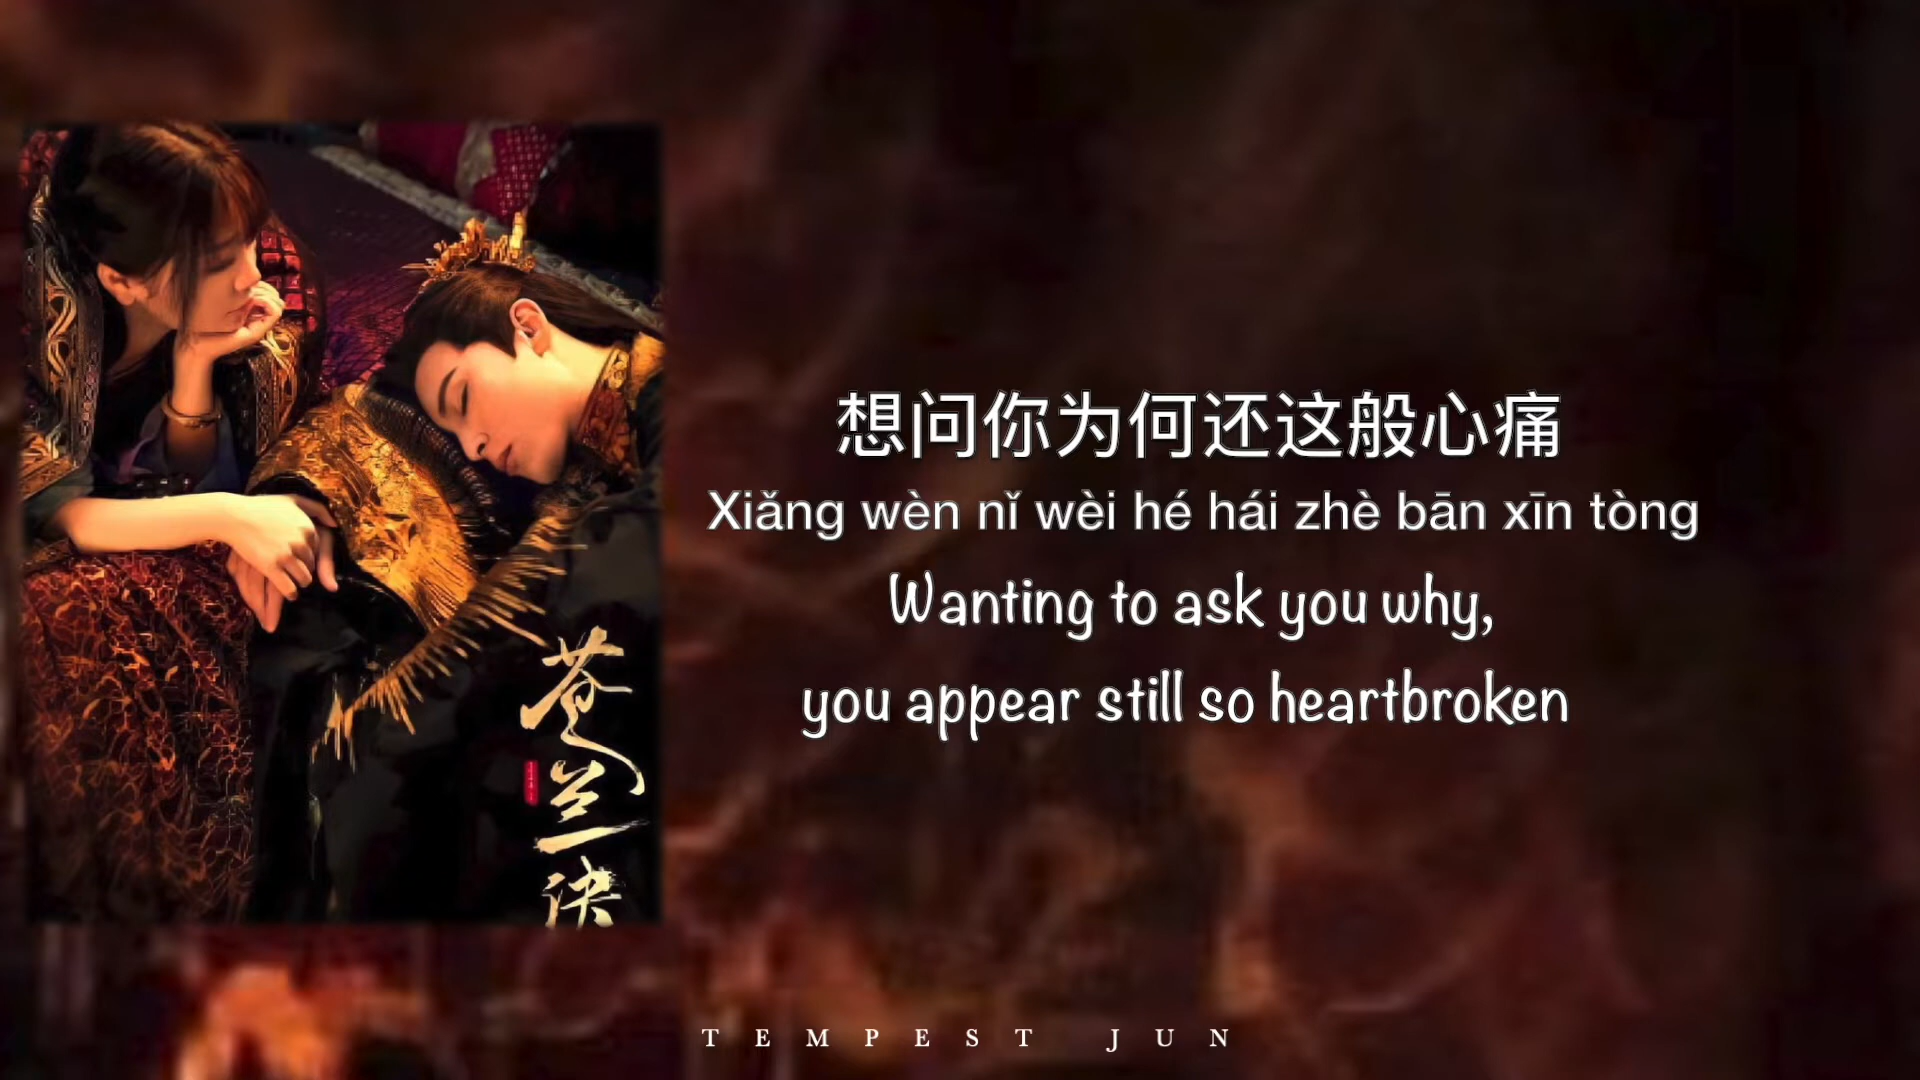 苍兰诀
想问你为何还这般心痛
Xiǎng wèn nǐ wèi hé hái zhè bān xīn tòng
Wanting to ask you why,
you appear still so heartbroken
TEMPEST JUN